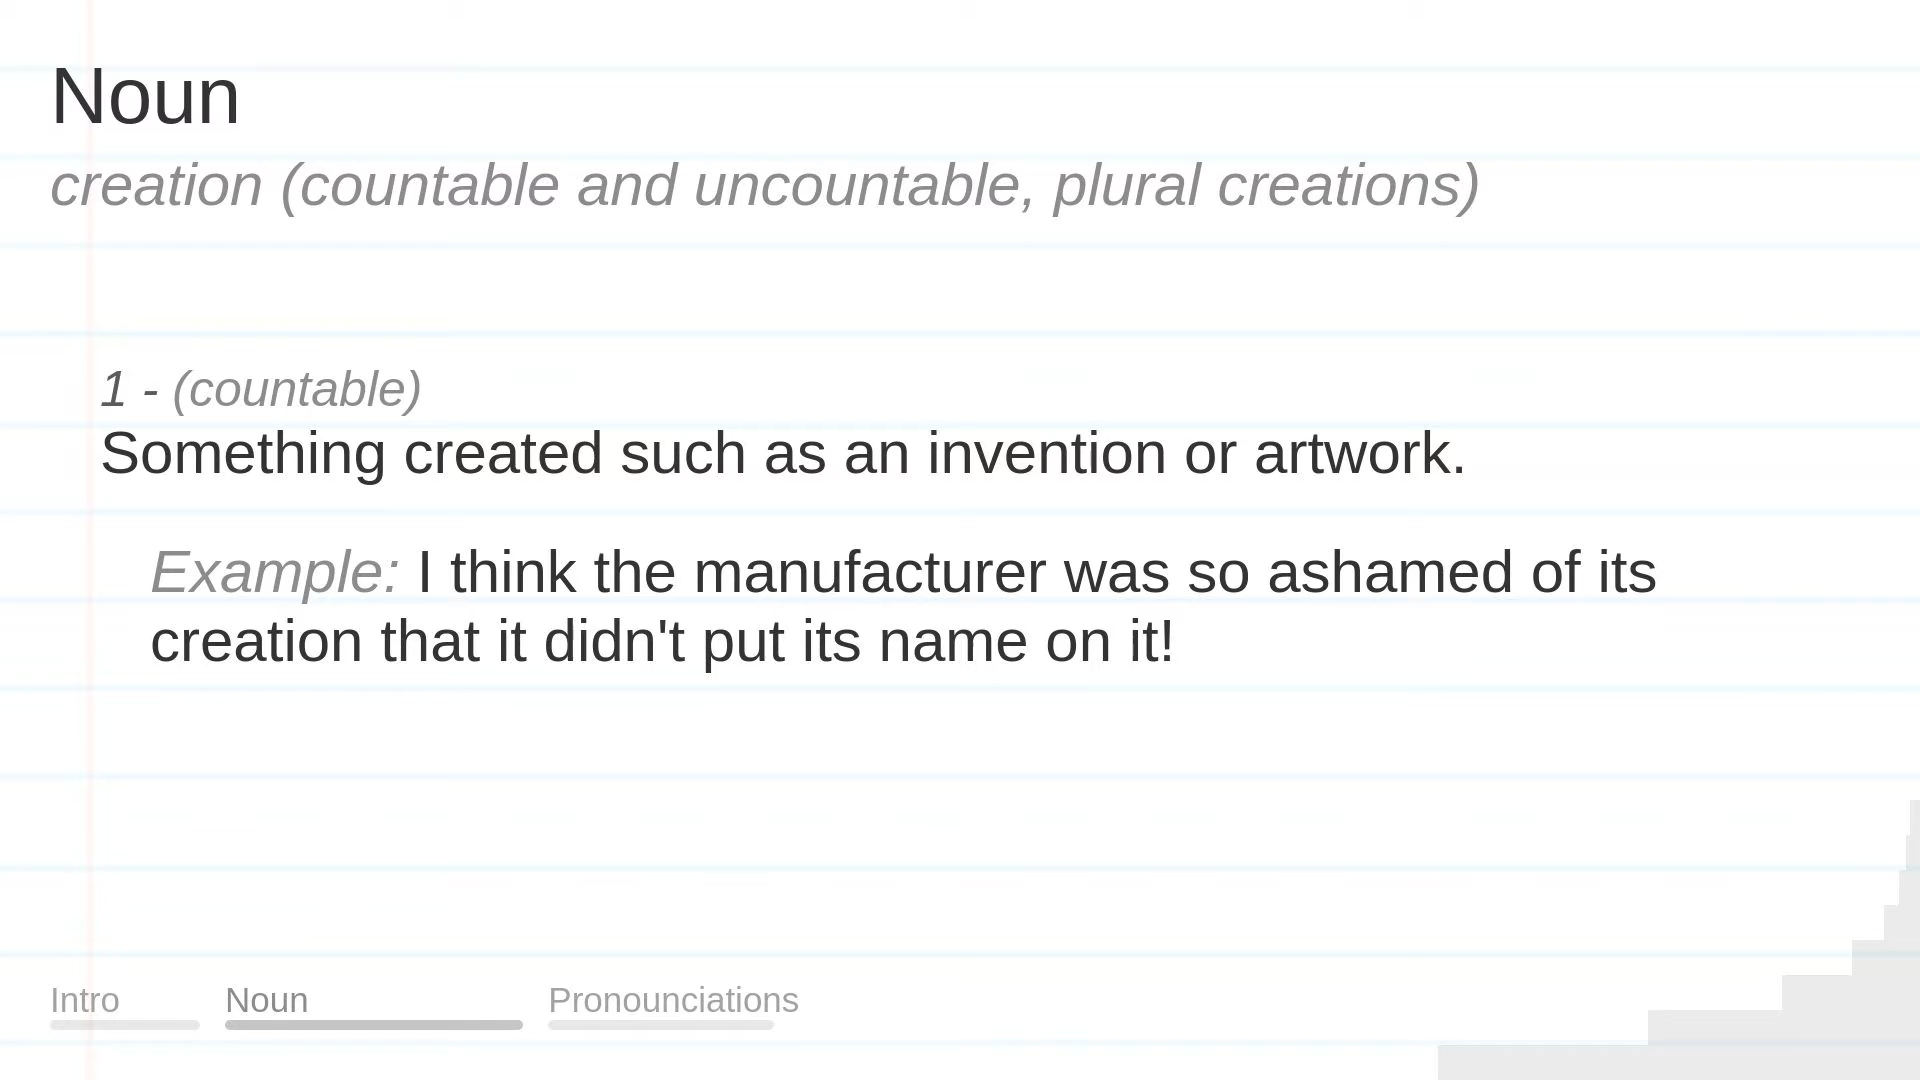 Noun
creation (countable and uncountable, plural creations)
1 - (countable)
Something created such as an invention or artwork.
Example: I think the manufacturer was so ashamed of its
creation that it didn't put its name on it!
Intro Noun Pronounciations